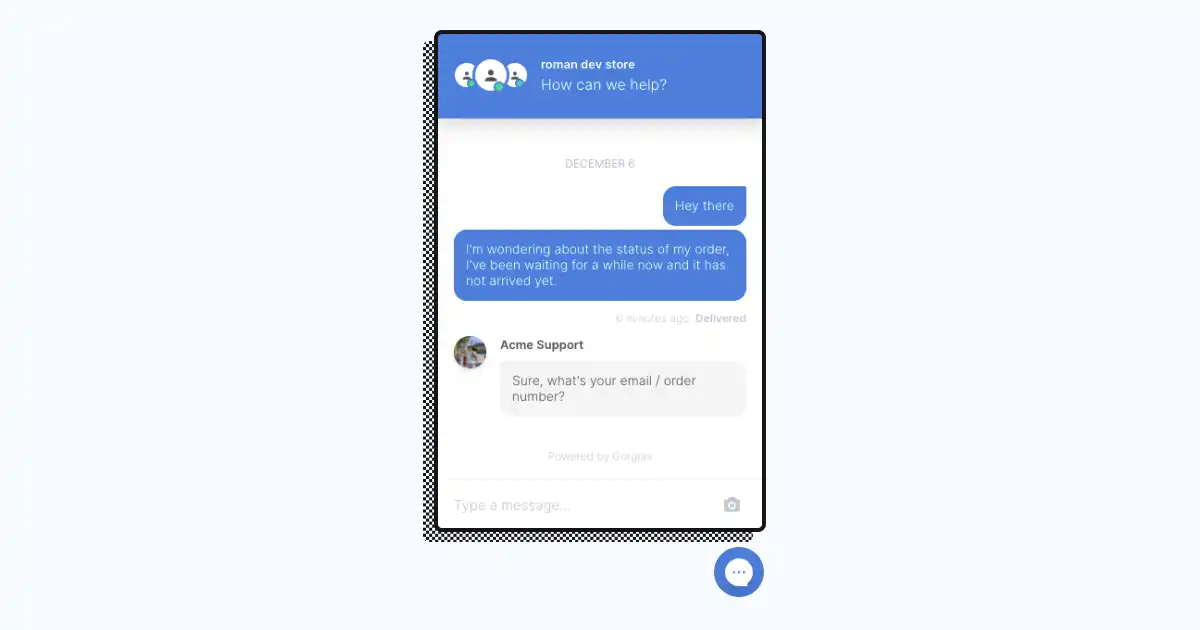 roman dev store
How can we help?
DECEMBER 6
Hey there
I'm wondering about the status of my order,
I've been waiting for a while now and it has
not arrived yet.
6 minutes ago Delivered
Acme Support
Sure, what's your email / order
number?
Powered by Gorgias
Type a message...